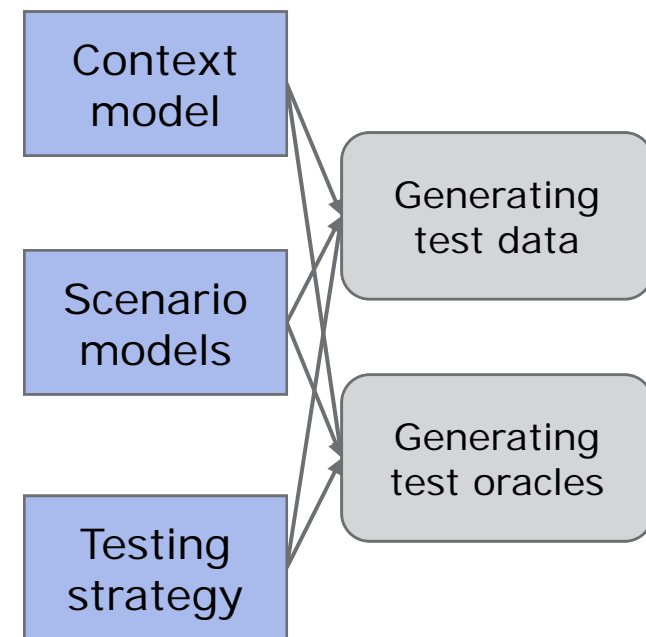 Context
model
Generating
test data
Scenario
models
Generating
test oracles
Testing
strategy